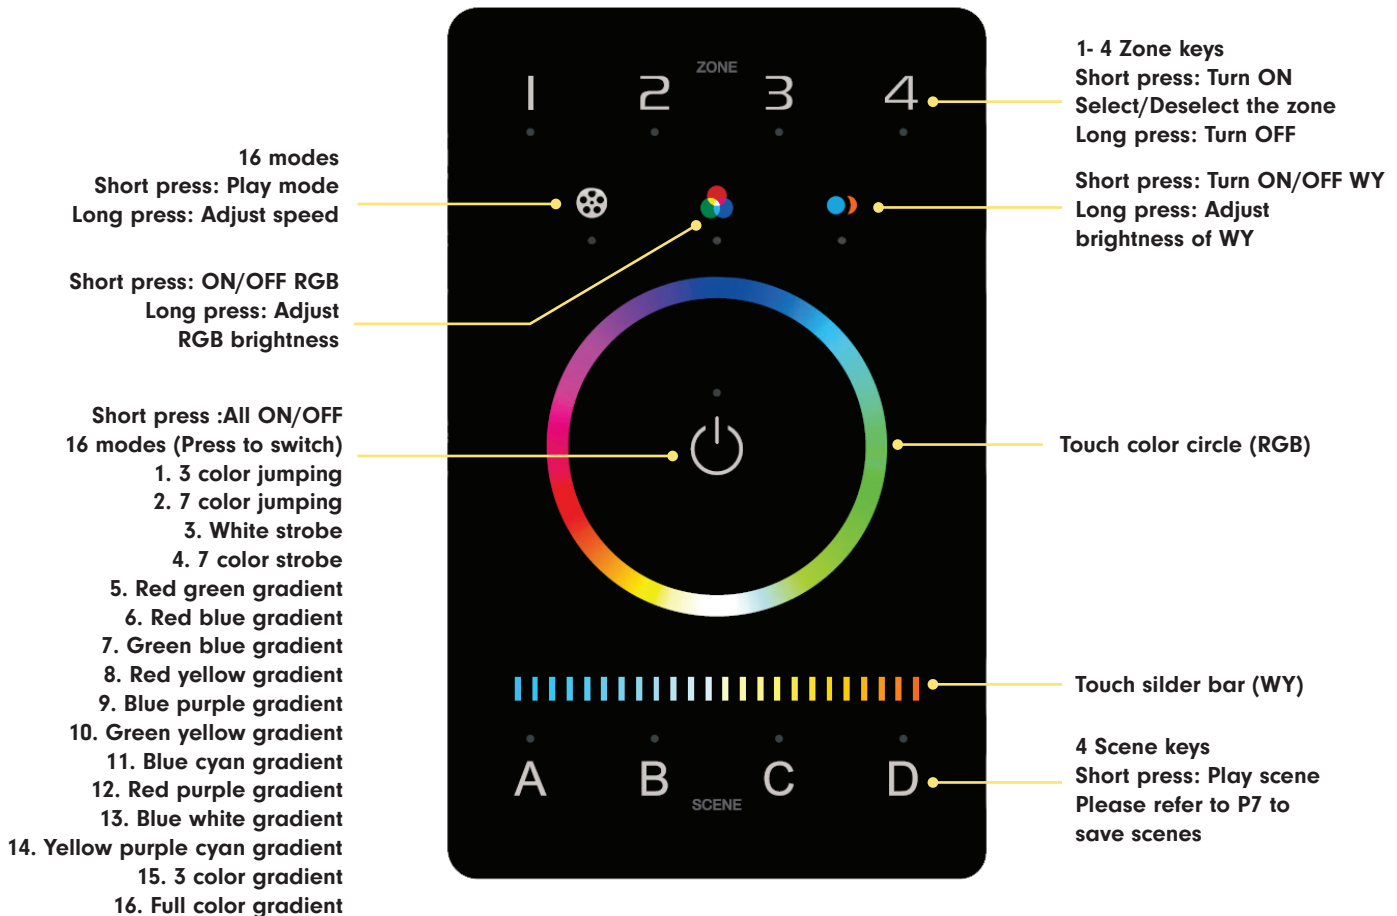 ZONE
1 2 3 4
1- 4 Zone keys
Short press: Turn ON
Select/Deselect the zone
Long press: Turn OFF
16 modes
Short press: Play mode
Long press: Adjust speed
Short press: Turn ON/OFF WY
Long press: Adjust
brightness of WY
Short press: ON/OFF RGB
Long press: Adjust
RGB brightness
Short press :All ON/OFF
16 modes (Press to switch)
1. 3 color jumping
2. 7 color jumping
3. White strobe
4. 7 color strobe
5. Red green gradient
6. Red blue gradient
7. Green blue gradient
8. Red yellow gradient
9. Blue purple gradient
10. Green yellow gradient
11. Blue cyan gradient
12. Red purple gradient
13. Blue white gradient
14. Yellow purple cyan gradient
15. 3 color gradient
16. Full color gradient
Touch color circle (RGB)
Touch silder bar (WY)
4 Scene keys
Short press: Play scene
Please refer to P7 to
save scenes
A B C D
SCENE